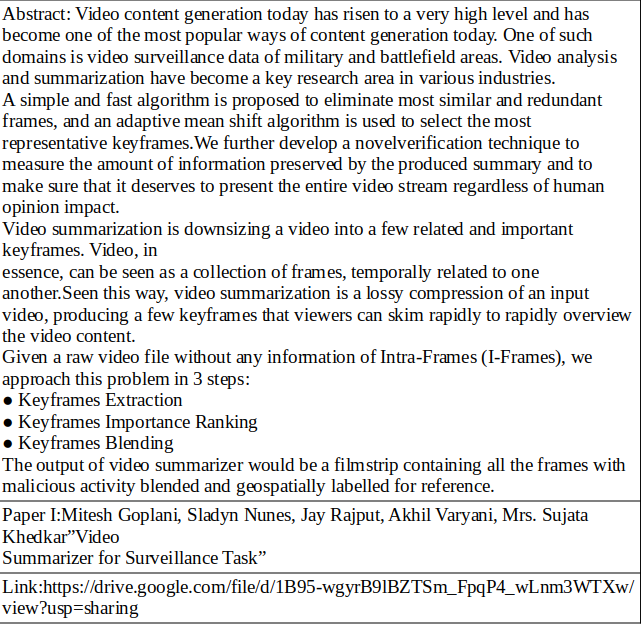 Abstract: Video content generation today has risen to a very high level and has
become one of the most popular ways of content generation today. One of such
domains is video surveillance data of military and battlefield areas. Video analysis
and summarization have become a key research area in various industries.
A simple and fast algorithm is proposed to eliminate most similar and redundant
frames, and an adaptive mean shift algorithm is used to select the most
representative keyframes.We further develop a novelverification technique to
measure the amount of information preserved by the produced summary and to
make sure that it deserves to present the entire video stream regardless of human
opinion impact.
Video summarization is downsizing a video into a few related and important
keyframes. Video, in
essence, can be seen as a collection of frames, temporally related to one
another.Seen this way, video summarization is a lossy compression of an input
video, producing a few keyframes that viewers can skim rapidly to rapidly overview
the video content.
Given a raw video file without any information of Intra-Frames (I-Frames), we
approach this problem in 3 steps:
● Keyframes Extraction
● Keyframes Importance Ranking
● Keyframes Blending
The output of video summarizer would be a filmstrip containing all the frames with
malicious activity blended and geospatially labelled for reference.
Paper I:Mitesh Goplani, Sladyn Nunes, Jay Rajput, Akhil Varyani, Mrs. Sujata
Khedkar”Video
Summarizer for Surveillance Task”
Link:https://drive.google.com/file/d/1B95-wgyrB9lBZTSm_FpqP4_wLnm3WTXw/
view?usp=sharing